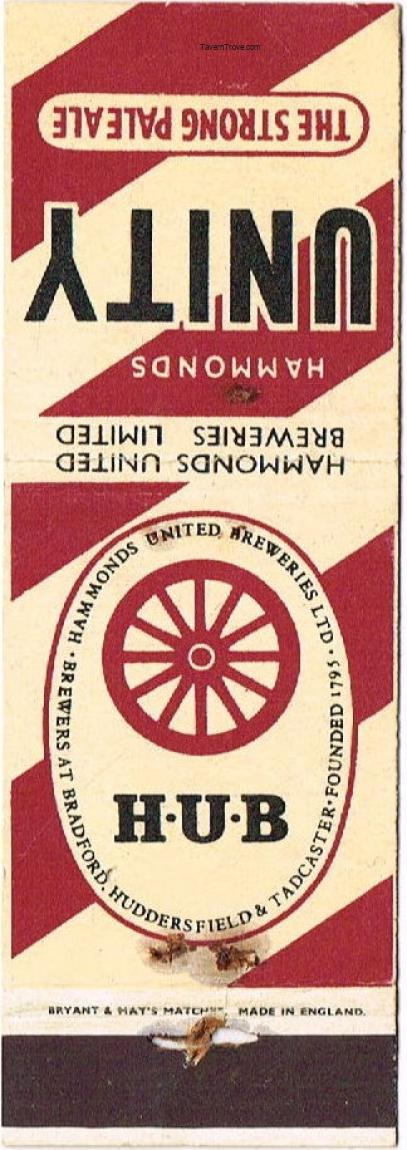 TavernTrove.com
THE STRONG PALE ALE
UNITY
HAMMONDS
HAMMONDS UNITED
BREWERIES LIMITED
HAMMONDS UNITED BREWERIES LTD · FOUNDED 1795 ·
H · BREWERS AT BRADFORD, HUDDERSFIELD & TADCASTER ·
H·U·B
BRYANT & MAY'S MADE IN ENGLAND.